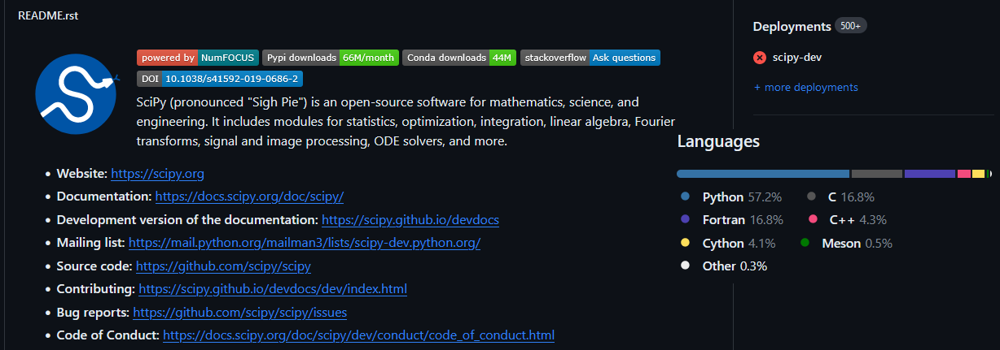 README.rst
powered by NumFOCUS Pypi downloads 66M/month Conda downloads 44M stackoverflow Ask questions
DOI 10.1038/s41592-019-0686-2
SciPy (pronounced "Sigh Pie") is an open-source software for mathematics, science, and
engineering. It includes modules for statistics, optimization, integration, linear algebra, Fourier
transforms, signal and image processing, ODE solvers, and more.
• Website: https://scipy.org
• Documentation: https://docs.scipy.org/doc/scipy/
• Development version of the documentation: https://scipy.github.io/devdocs
• Mailing list: https://mail.python.org/mailman3/lists/scipy-dev.python.org/
• Source code: https://github.com/scipy/scipy
• Contributing: https://scipy.github.io/devdocs/dev/index.html
• Bug reports: https://github.com/scipy/scipy/issues
• Code of Conduct: https://docs.scipy.org/doc/scipy/dev/conduct/code_of_conduct.html
Deployments 500+
scipy-dev
+ more deployments
Languages
Python 57.2% C 16.8%
Fortran 16.8% C++ 4.3%
Cython 4.1% Meson 0.5%
Other 0.3%